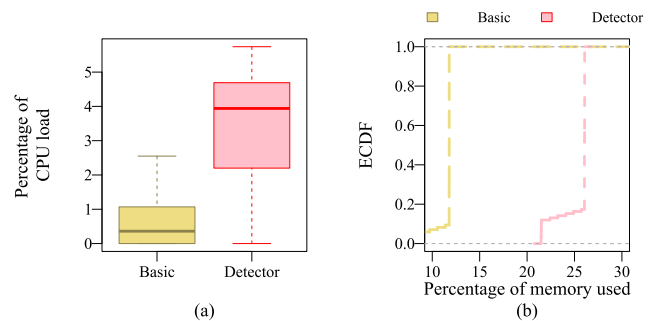 Basic Detector
Percentage of
CPU load
5
4
3
2
1
0
Basic Detector
(a)
ECDF
1.0
0.8
0.6
0.4
0.2
0.0
10 15 20 25 30
Percentage of memory used
(b)